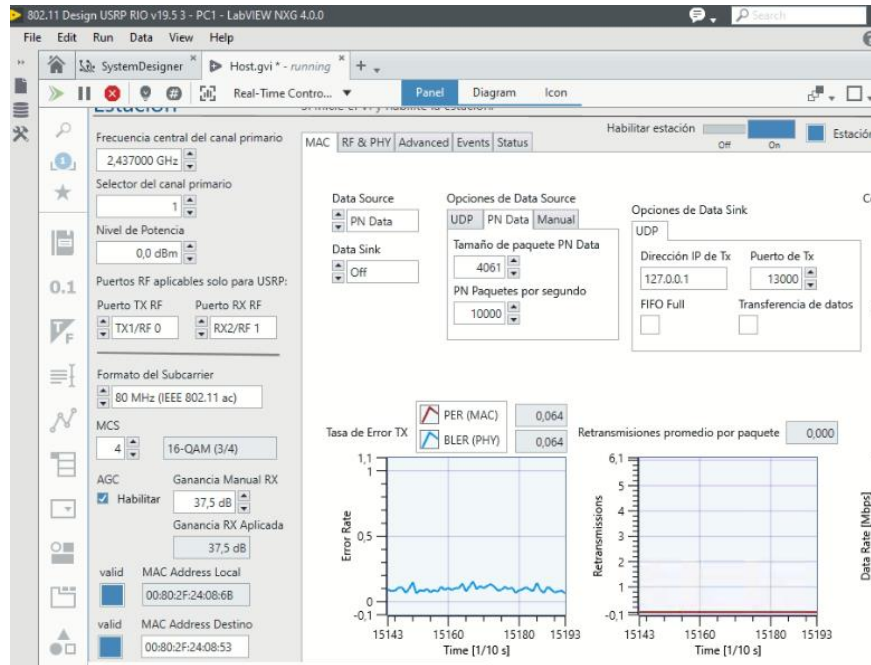 802.11 Design USRP RIO v19.5 3 - PC1 - LabVIEW NXG 4.0.0
Search
File Edit Run Data View Help
SystemDesigner
Host.gvi * - running
Real-Time Contro...
Panel Diagram Icon
Estación
Frecuencia central del canal primario
2,437000 GHz
Selector del canal primario
1
Nivel de Potencia
0,0 dBm
Puertos RF aplicables solo para USRP:
Puerto TX RF Puerto RX RF
TX1/RF 0 RX2/RF 1
Formato del Subcarrier
80 MHz (IEEE 802.11 ac)
MCS
4 16-QAM (3/4)
AGC Ganancia Manual RX
Habilitar 37,5 dB
Ganancia RX Aplicada
37,5 dB
valid MAC Address Local
00:80:2F:24:08:6B
valid MAC Address Destino
00:80:2F:24:08:53
MAC RF & PHY Advanced Events Status
Habilitar estación
Off On
Estación
Data Source
PN Data
Data Sink
Off
Opciones de Data Source
UDP PN Data Manual
Tamaño de paquete PN Data
4061
PN Paquetes por segundo
10000
Opciones de Data Sink
UDP
Dirección IP de Tx Puerto de Tx
127.0.0.1 13000
FIFO Full Transferencia de datos
Tasa de Error TX
PER (MAC) 0,064
BLER (PHY) 0,064
1,1
1
0,5
0
-0,1
Error Rate
15143 15160 15180 15193
Time [1/10 s]
Retransmisiones promedio por paquete 0,000
6,1
5
4
3
2
1
-0,1
Retransmissions
15143 15160 15180 15193
Time [1/10 s]
Data Rate [Mbps]